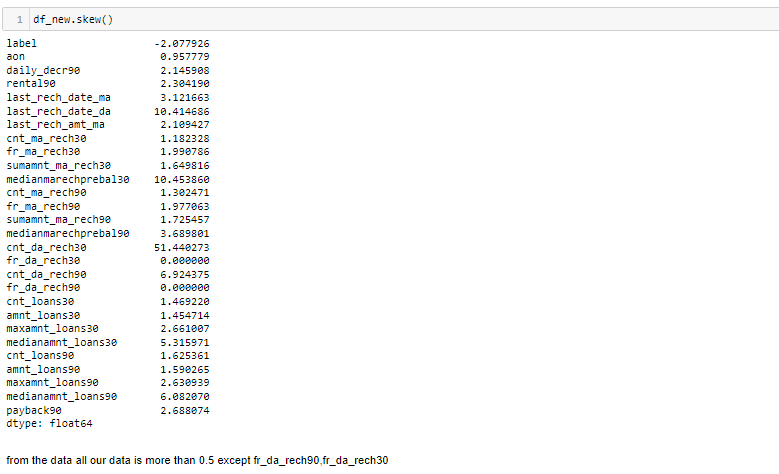 1 df_new.skew()
label -2.077926
aon 0.957779
daily_decr90 2.145908
rental90 2.304190
last_rech_date_ma 3.121663
last_rech_date_da 10.414686
last_rech_amt_ma 2.109427
cnt_ma_rech30 1.182328
fr_ma_rech30 1.990786
sumamnt_ma_rech30 1.649816
medianmarechprebal30 10.453860
cnt_ma_rech90 1.302471
fr_ma_rech90 1.977063
sumamnt_ma_rech90 1.725457
medianmarechprebal90 3.689801
cnt_da_rech30 51.440273
fr_da_rech30 0.000000
cnt_da_rech90 6.924375
fr_da_rech90 0.000000
cnt_loans30 1.469220
amnt_loans30 1.454714
maxamnt_loans30 2.661007
medianamnt_loans30 5.315971
cnt_loans90 1.625361
amnt_loans90 1.590265
maxamnt_loans90 2.630939
medianamnt_loans90 6.082070
payback90 2.688074
dtype: float64
from the data all our data is more than 0.5 except fr_da_rech90,fr_da_rech30